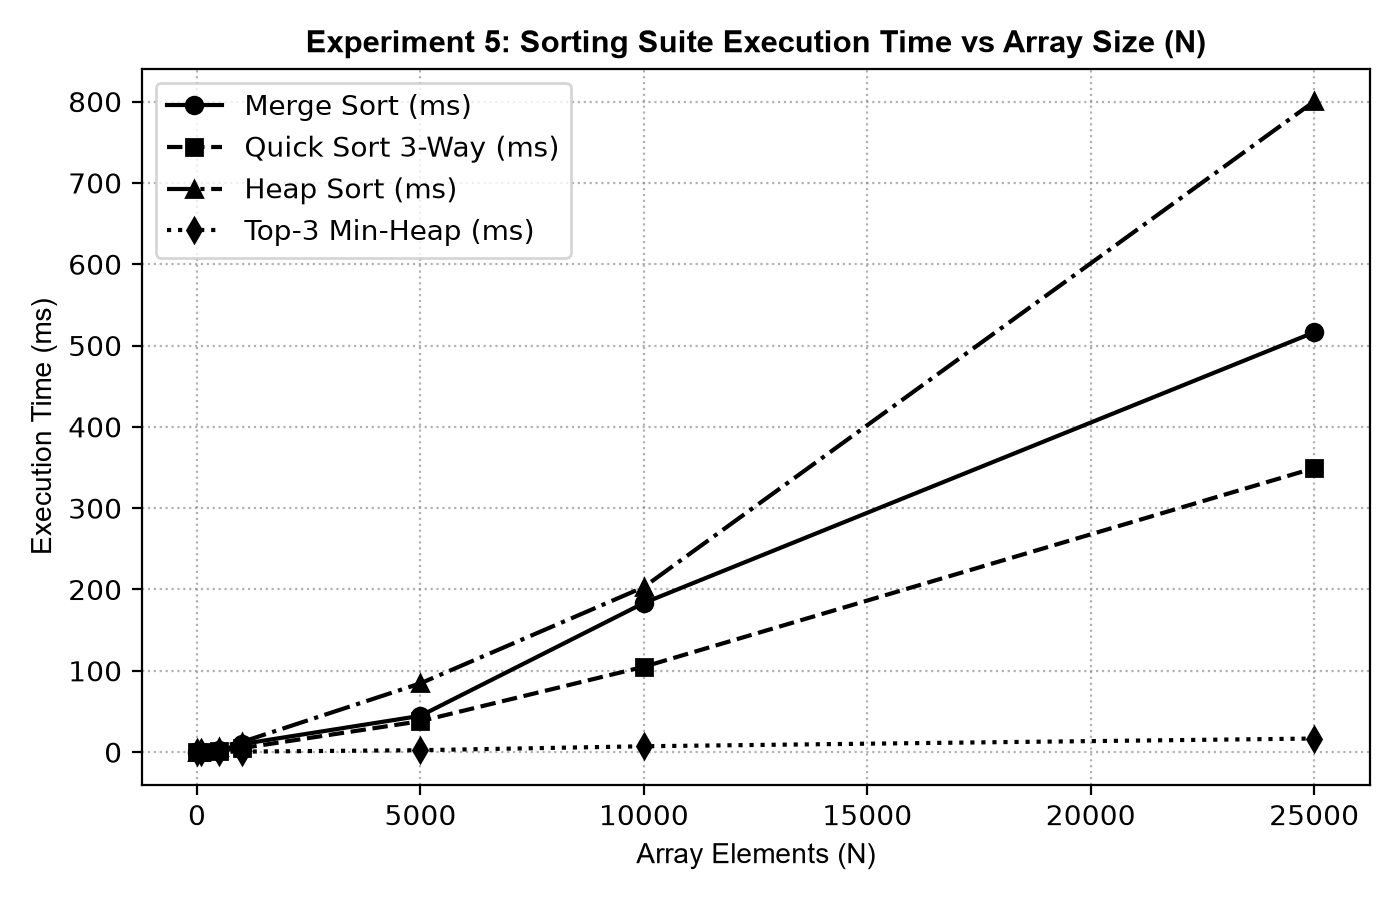 Experiment 5: Sorting Suite Execution Time vs Array Size (N)
Merge Sort (ms)
Quick Sort 3-Way (ms)
Heap Sort (ms)
Top-3 Min-Heap (ms)
Execution Time (ms)
800
700
600
500
400
300
200
100
0
0 5000 10000 15000 20000 25000
Array Elements (N)